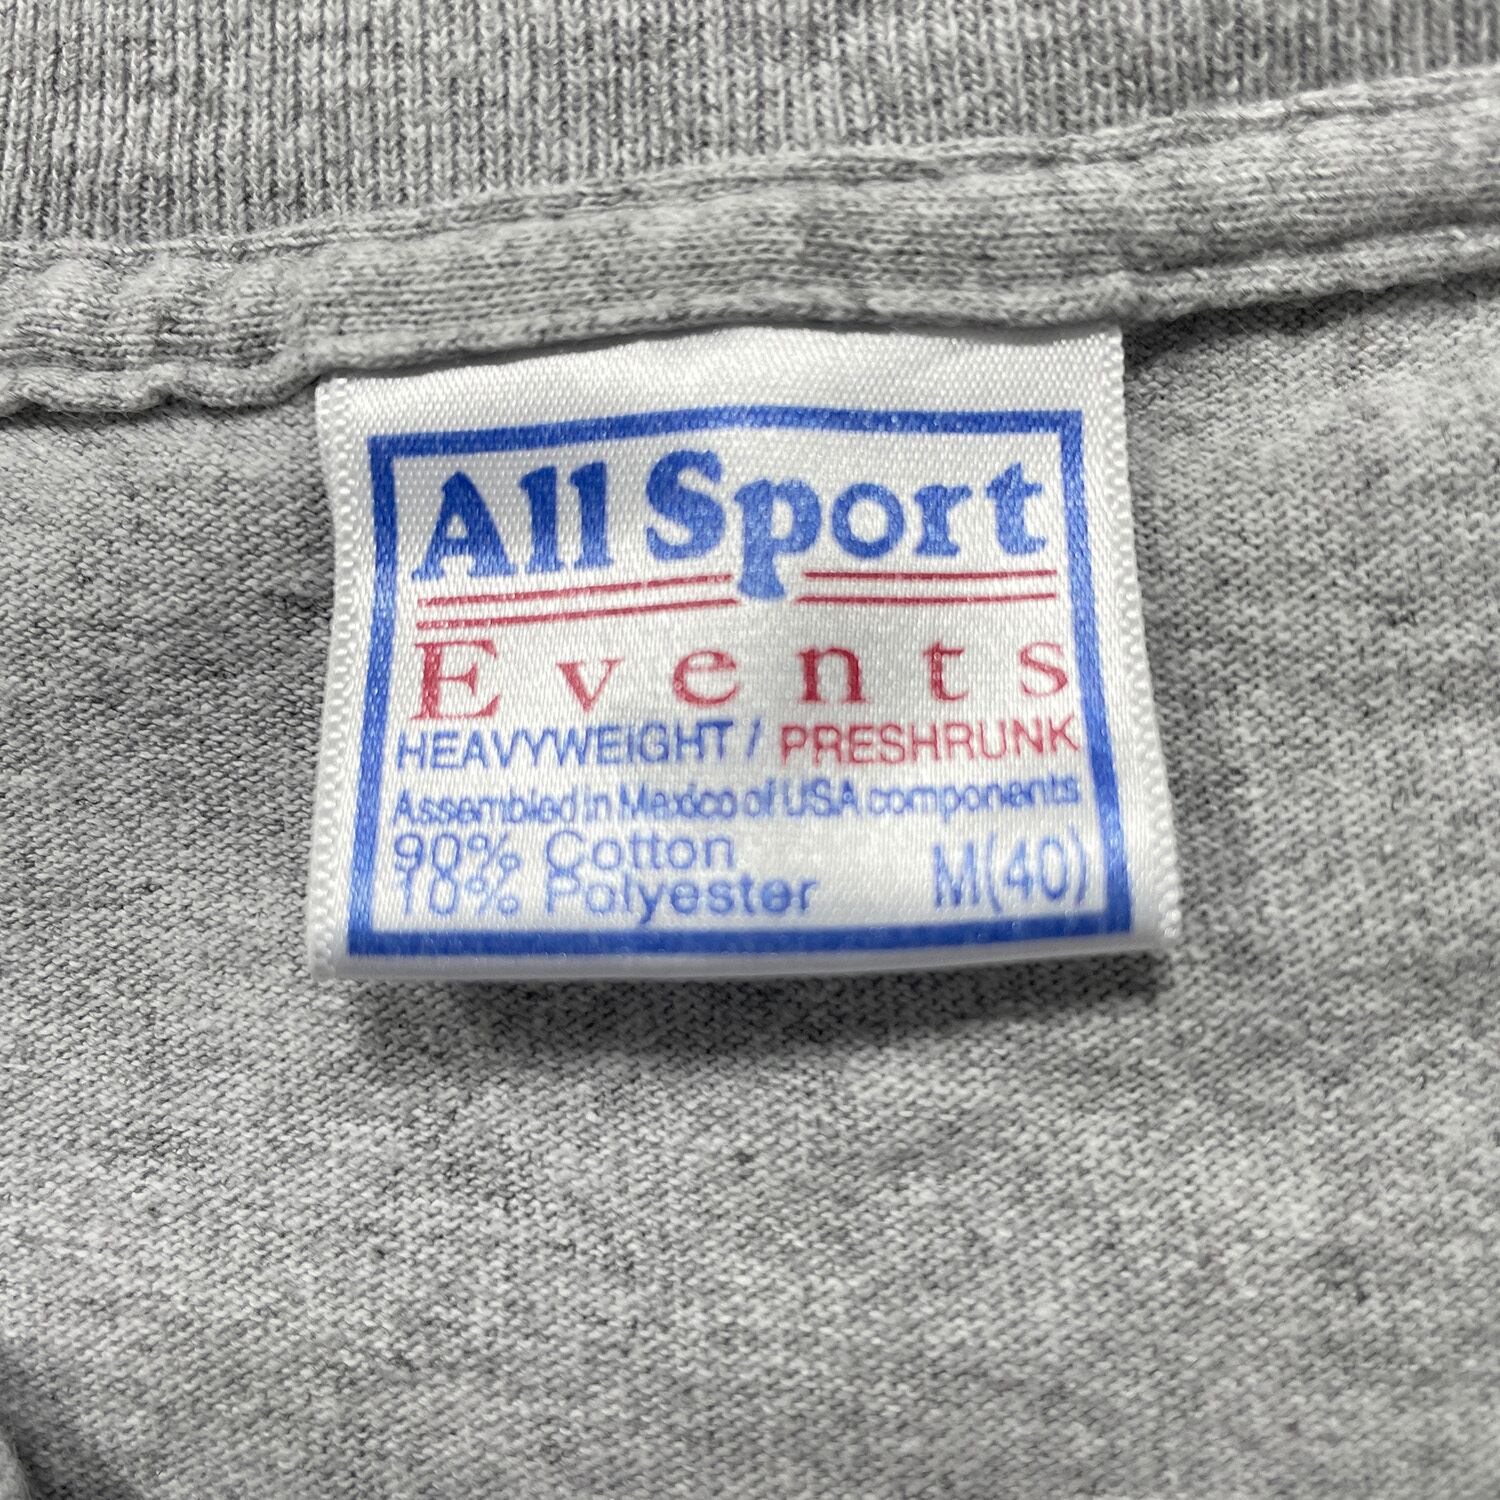 All Sport
Events
HEAVYWEIGHT / PRESHRUNK
Assembled in Mexico of USA components
90% Cotton
10% Polyester M(40)